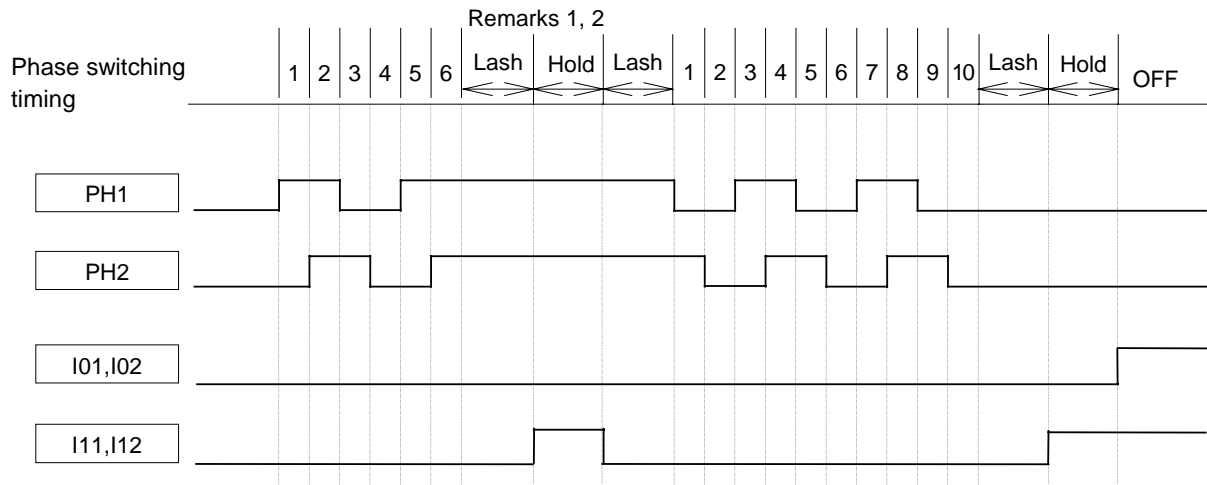 Remarks 1, 2
Phase switching timing
1 2 3 4 5 6 Lash Hold Lash 1 2 3 4 5 6 7 8 9 10 Lash Hold OFF
PH1
PH2
I01,I02
I11,I12